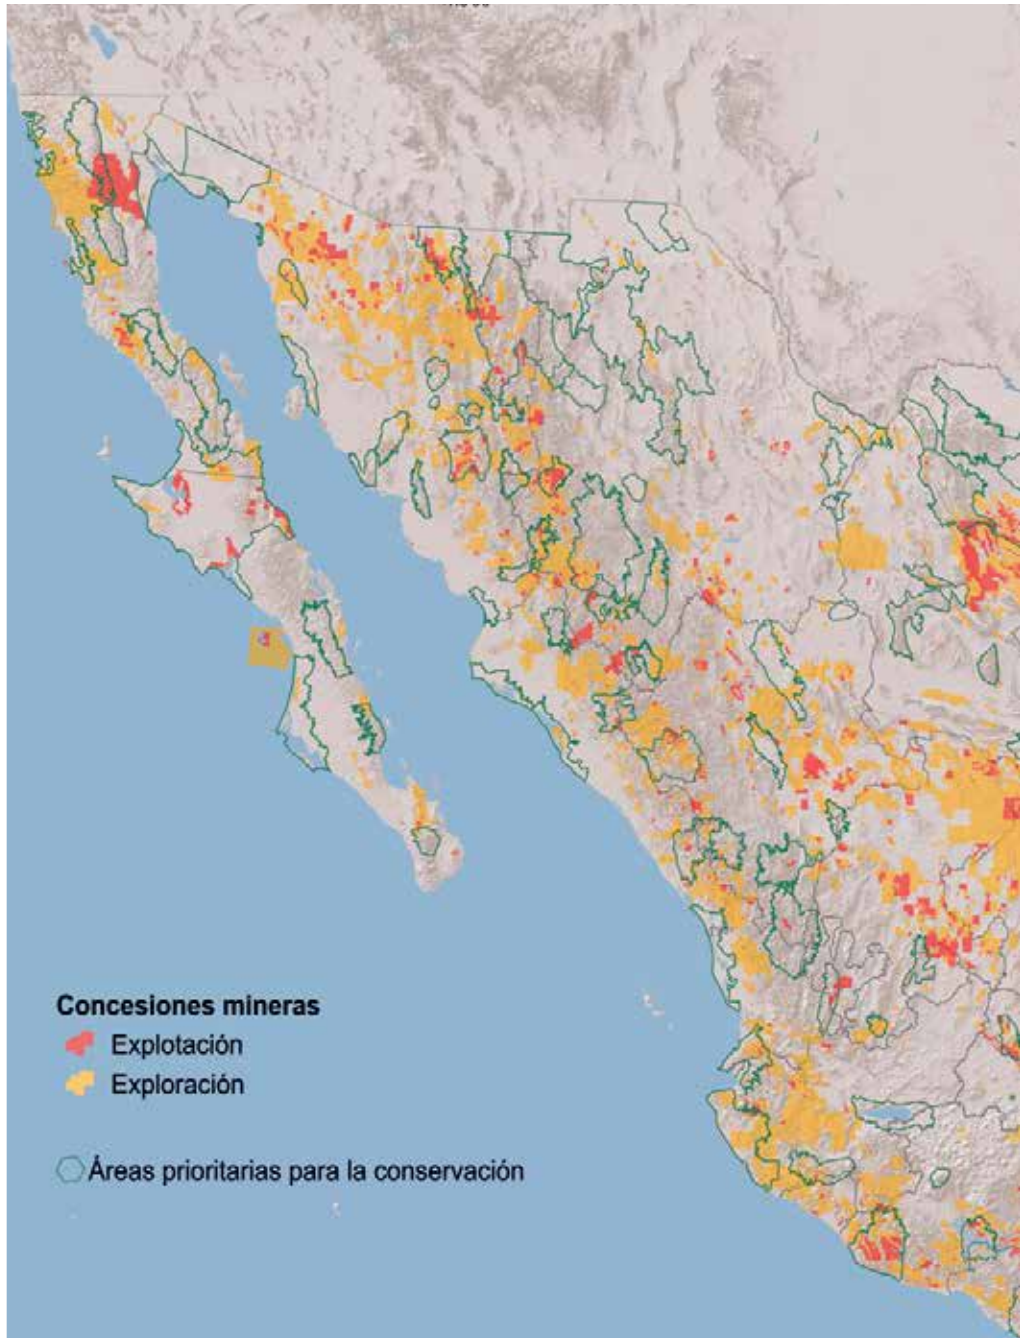 Concesiones mineras
Explotación
Exploración
Áreas prioritarias para la conservación